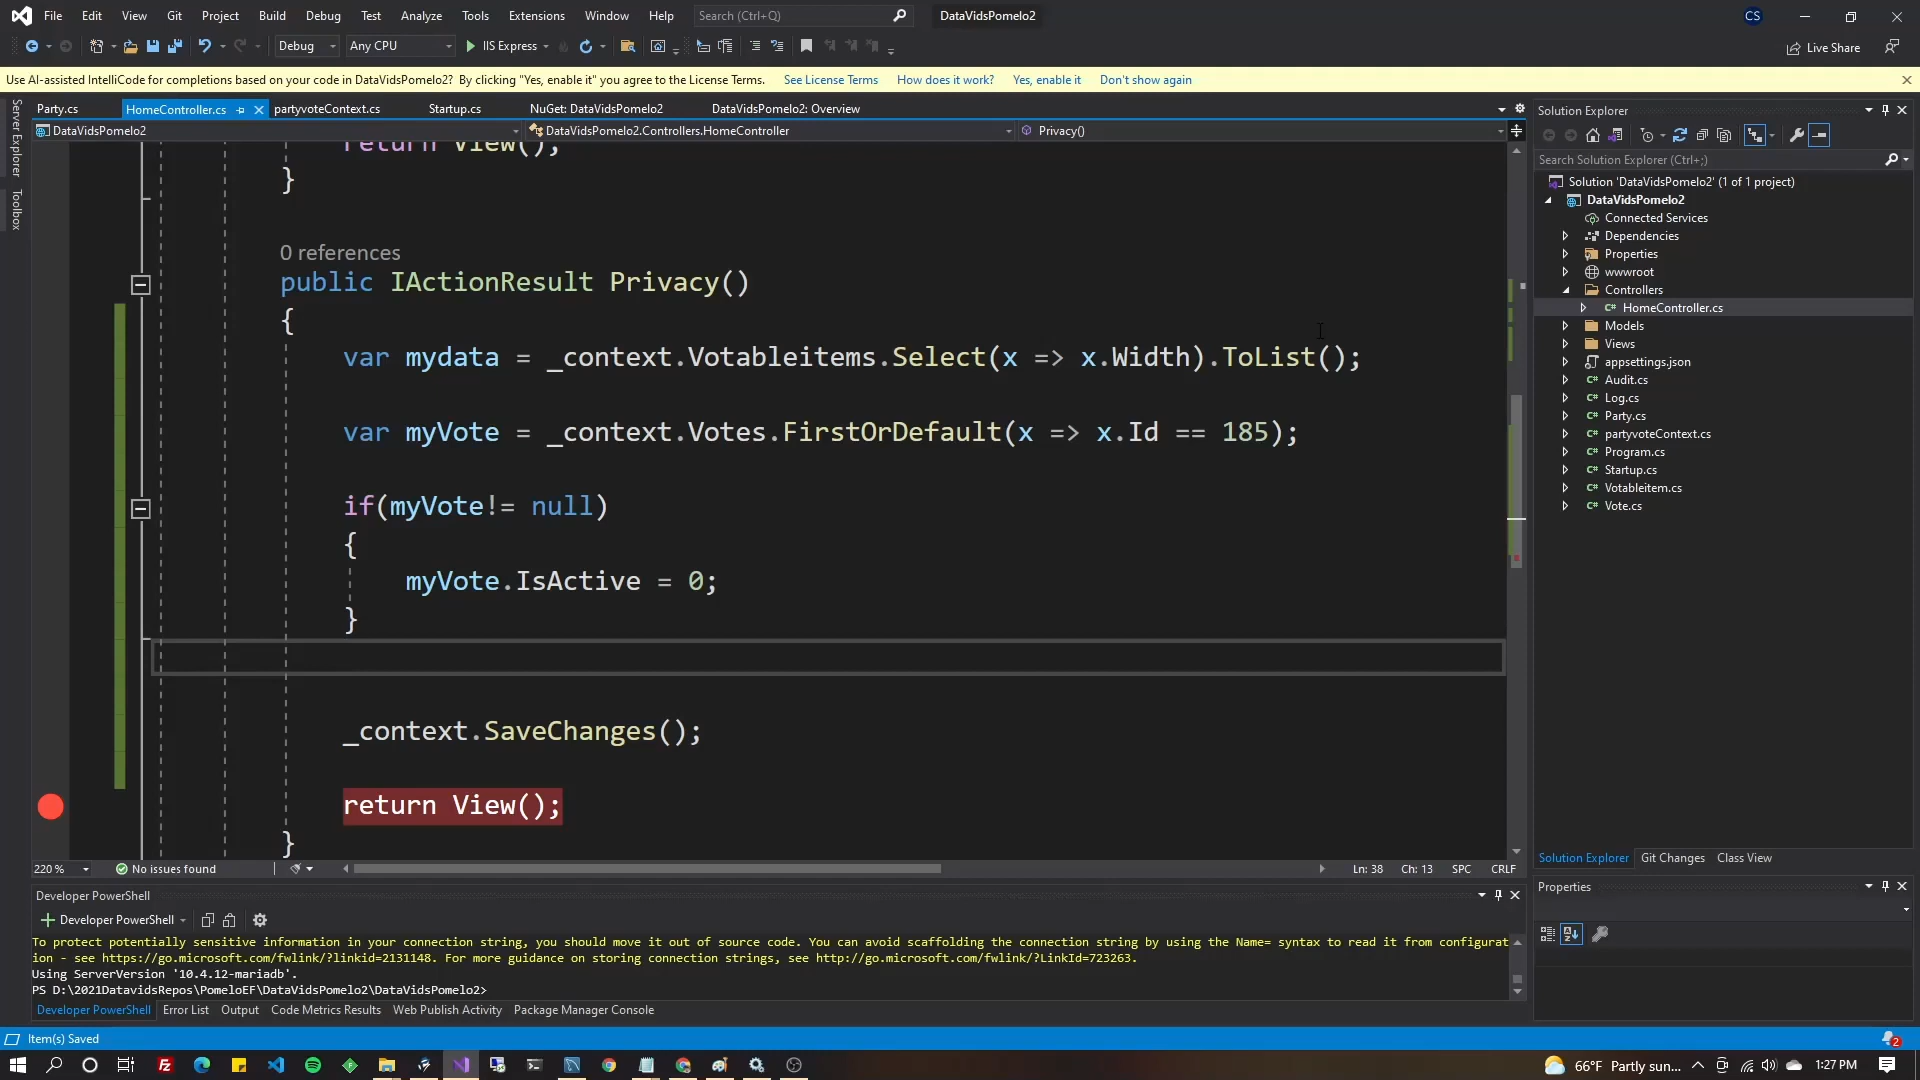 File Edit View Git Project Build Debug Test Analyze Tools Extensions Window Help Search (Ctrl+Q) DataVidsPomelo2 CS
Debug Any CPU IIS Express Live Share
Use AI-assisted IntelliCode for completions based on your code in DataVidsPomelo2? By clicking "Yes, enable it" you agree to the License Terms. See License Terms How does it work? Yes, enable it Don't show again
Server Explorer
Toolbox
Party.cs HomeController.cs partyvoteContext.cs Startup.cs NuGet: DataVidsPomelo2 DataVidsPomelo2: Overview
DataVidsPomelo2 DataVidsPomelo2.Controllers.HomeController Privacy()
return View();
}
0 references
public IActionResult Privacy()
{
var mydata = _context.Votableitems.Select(x => x.Width).ToList();
var myVote = _context.Votes.FirstOrDefault(x => x.Id == 185);
if(myVote!= null)
{
myVote.IsActive = 0;
}
_context.SaveChanges();
return View();
}
220 % No issues found Ln: 38 Ch: 13 SPC CRLF
Developer PowerShell
Developer PowerShell
To protect potentially sensitive information in your connection string, you should move it out of source code. You can avoid scaffolding the connection string by using the Name= syntax to read it from configurat
ion - see https://go.microsoft.com/fwlink/?linkid=2131148. For more guidance on storing connection strings, see http://go.microsoft.com/fwlink/?LinkId=723263.
Using ServerVersion '10.4.12-mariadb'.
PS D:\2021DatavidsRepos\PomeloEF\DataVidsPomelo2\DataVidsPomelo2>
Developer PowerShell Error List Output Code Metrics Results Web Publish Activity Package Manager Console
Solution Explorer
Search Solution Explorer (Ctrl+;)
Solution 'DataVidsPomelo2' (1 of 1 project)
DataVidsPomelo2
Connected Services
Dependencies
Properties
wwwroot
Controllers
C# HomeController.cs
Models
Views
appsettings.json
C# Audit.cs
C# Log.cs
C# Party.cs
C# partyvoteContext.cs
C# Program.cs
C# Startup.cs
C# Votableitem.cs
C# Vote.cs
Solution Explorer Git Changes Class View
Properties
Item(s) Saved 2
66°F Partly sun... 1:27 PM